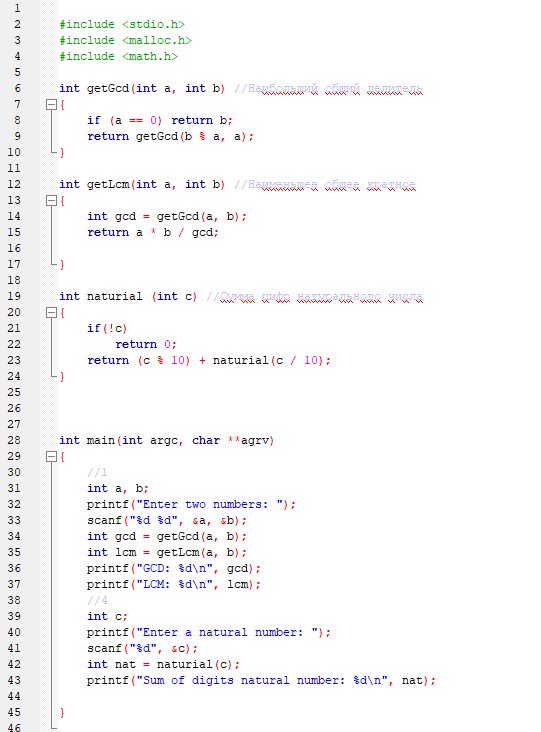 1
2 #include <stdio.h>
3 #include <malloc.h>
4 #include <math.h>
5
6 int getGcd(int a, int b) //Наибольший общий делитель
7 {
8 if (a == 0) return b;
9 return getGcd(b % a, a);
10 }
11
12 int getLcm(int a, int b) //Наименьшее общее кратное
13 {
14 int gcd = getGcd(a, b);
15 return a * b / gcd;
16
17 }
18
19 int naturial (int c) //Сумма цифр натурального числа
20 {
21 if(!c)
22 return 0;
23 return (c % 10) + naturial(c / 10);
24 }
25
26
27
28 int main(int argc, char **agrv)
29 {
30 //1
31 int a, b;
32 printf("Enter two numbers: ");
33 scanf("%d %d", &a, &b);
34 int gcd = getGcd(a, b);
35 int lcm = getLcm(a, b);
36 printf("GCD: %d\n", gcd);
37 printf("LCM: %d\n", lcm);
38 //4
39 int c;
40 printf("Enter a natural number: ");
41 scanf("%d", &c);
42 int nat = naturial(c);
43 printf("Sum of digits natural number: %d\n", nat);
44
45 }
46